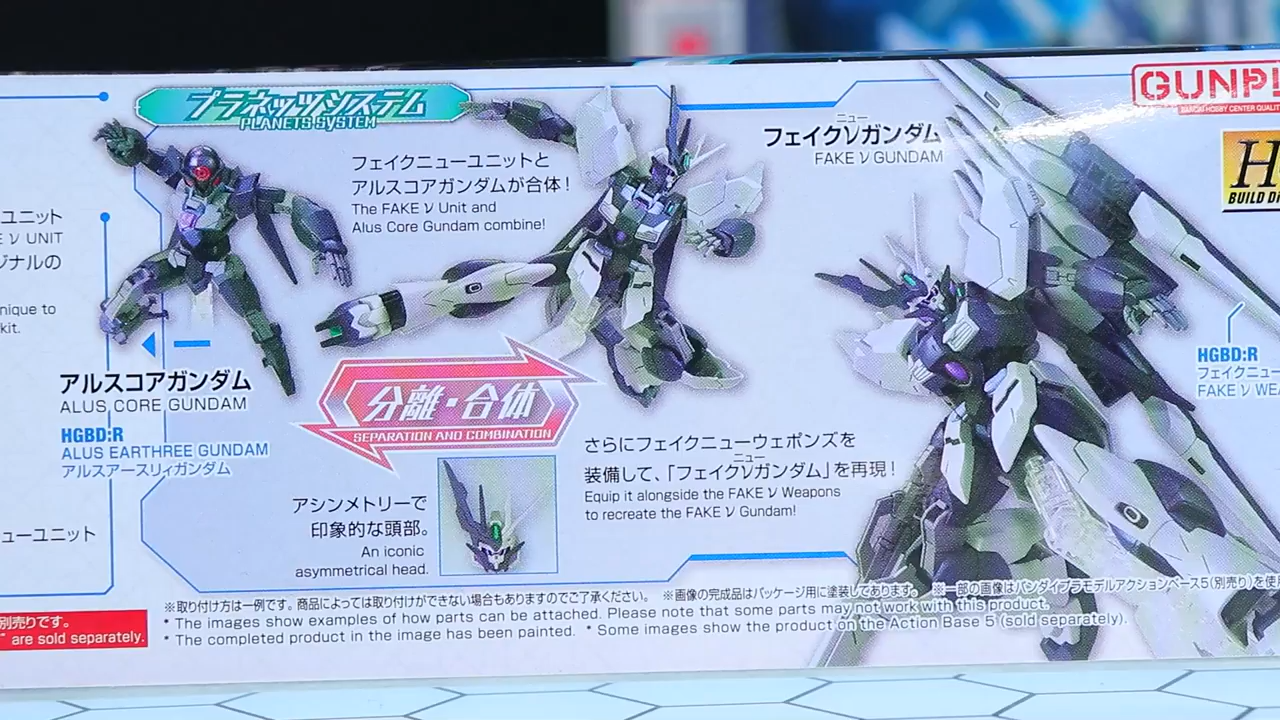 プラネッツシステム
PLANETS SYSTEM
フェイクニューユニットと
アルスコアガンダムが合体!
The FAKE ν Unit and
Alus Core Gundam combine!
ニュー
フェイクνガンダム
FAKE ν GUNDAM
GUNP
BANDAI HOBBY CENTER QUALIT
H
BUILD Di
ユニット
E ν UNIT
ジナルの
nique to
kit.
アルスコアガンダム
ALUS CORE GUNDAM
HGBD:R
ALUS EARTHREE GUNDAM
アルスアースリィガンダム
分離・合体
SEPARATION AND COMBINATION
HGBD:R
フェイクニュー
FAKE ν WEA
さらにフェイクニューウェポンズを
ニュー
装備して、「フェイクνガンダム」を再現!
Equip it alongside the FAKE ν Weapons
to recreate the FAKE ν Gundam!
アシンメトリーで
印象的な頭部。
An iconic
asymmetrical head.
ューユニット
別売りです。
" are sold separately.
※取り付け方は一例です。商品によっては取り付けができない場合もありますのでご了承ください。 ※画像の完成品はパッケージ用に塗装してあります。 ※一部の画像はバンダイプラモデルアクションベース5(別売り)を使
* The images show examples of how parts can be attached. Please note that some parts may not work with this product.
* The completed product in the image has been painted. * Some images show the product on the Action Base 5 (sold separately).